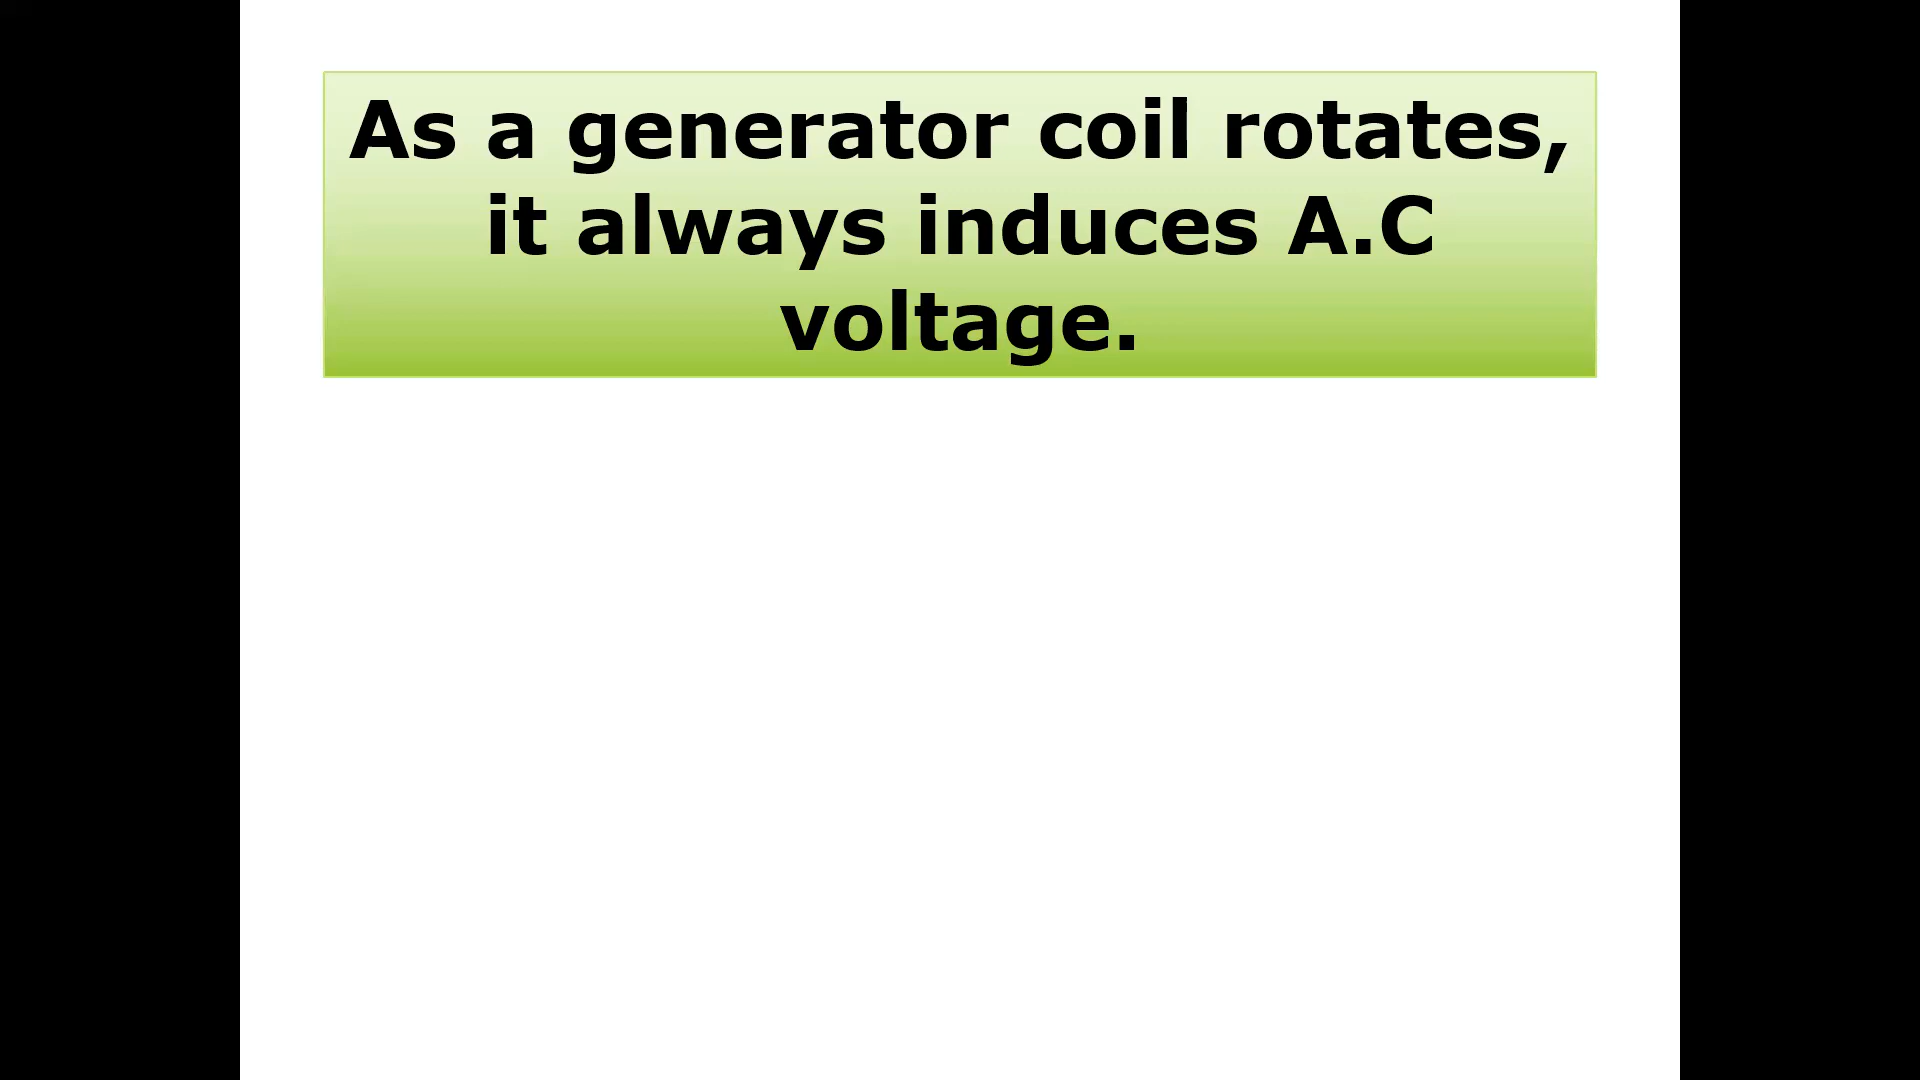 As a generator coil rotates,
it always induces A.C
voltage.